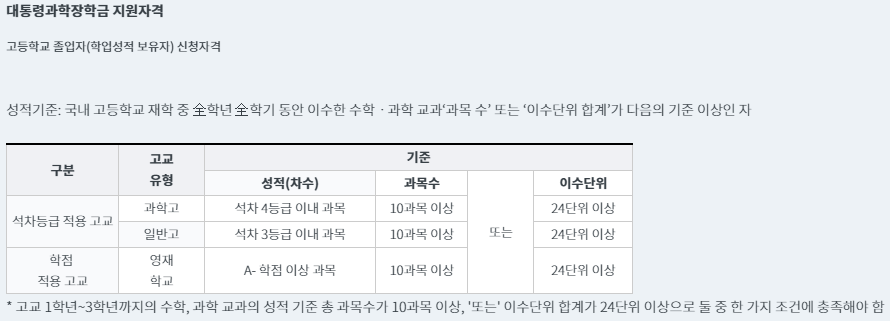 대통령과학장학금 지원자격
고등학교 졸업자(학업성적 보유자) 신청자격
성적기준: 국내 고등학교 재학 중 全학년 全학기 동안 이수한 수학ㆍ과학 교과‘과목 수’ 또는 ‘이수단위 합계’가 다음의 기준 이상인 자
구분 고교 유형 기준
성적(차수) 과목수 이수단위
석차등급 적용 고교 과학고 석차 4등급 이내 과목 10과목 이상 또는 24단위 이상
일반고 석차 3등급 이내 과목 10과목 이상 24단위 이상
학점 적용 고교 영재 학교 A- 학점 이상 과목 10과목 이상 24단위 이상
* 고교 1학년~3학년까지의 수학, 과학 교과의 성적 기준 총 과목수가 10과목 이상, '또는' 이수단위 합계가 24단위 이상으로 둘 중 한 가지 조건에 충족해야 함